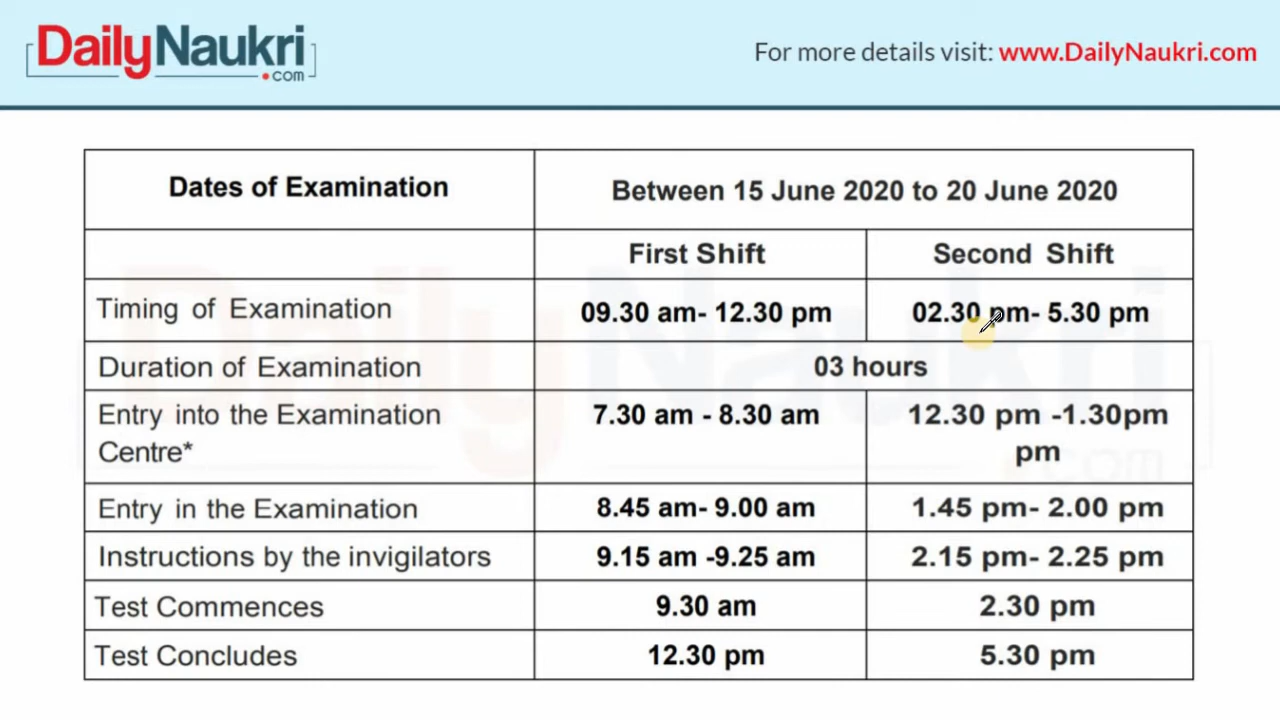 DailyNaukri
.com
For more details visit: www.DailyNaukri.com
Dates of Examination Between 15 June 2020 to 20 June 2020
First Shift Second Shift
Timing of Examination 09.30 am- 12.30 pm 02.30 pm- 5.30 pm
Duration of Examination 03 hours
Entry into the Examination 7.30 am - 8.30 am 12.30 pm -1.30pm
Centre* pm
Entry in the Examination 8.45 am- 9.00 am 1.45 pm- 2.00 pm
Instructions by the invigilators 9.15 am -9.25 am 2.15 pm- 2.25 pm
Test Commences 9.30 am 2.30 pm
Test Concludes 12.30 pm 5.30 pm
DailyNaukri
.com